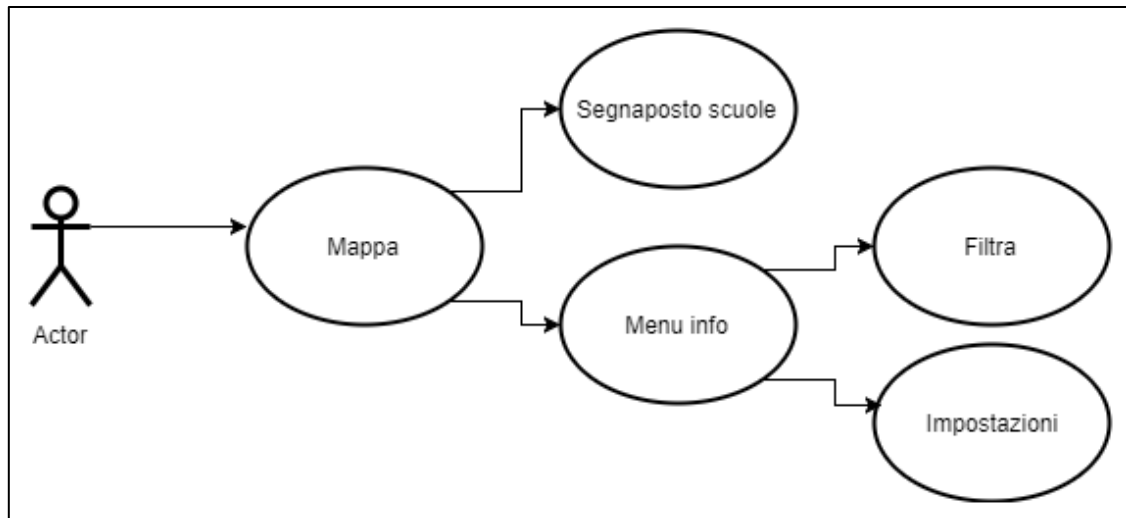 Segnaposto scuole
Mappa
Filtra
Actor
Menu info
Impostazioni